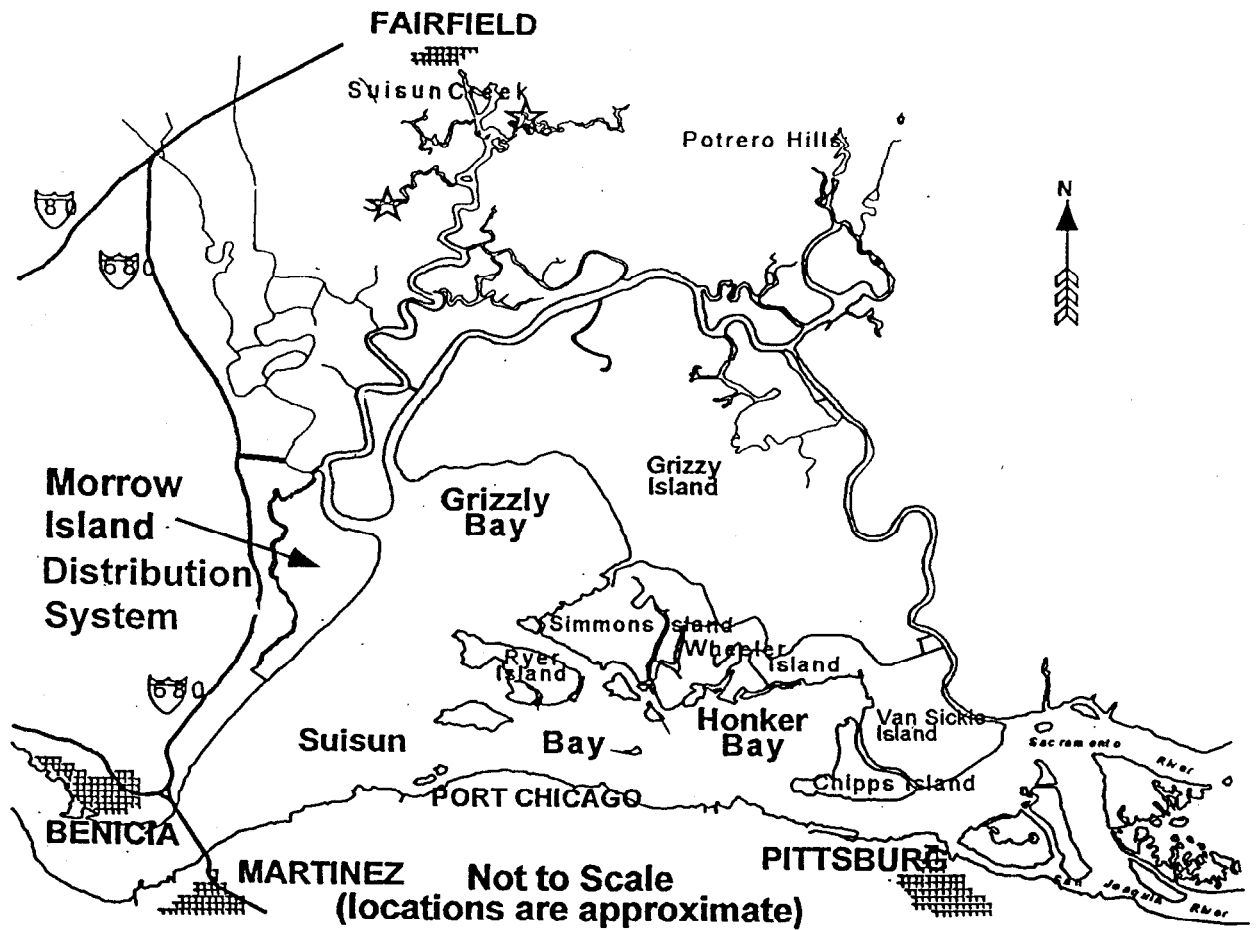 FAIRFIELD
Suisun Creek
Potrero Hills
N
80
680
Morrow
Island
Distribution
System
Grizzly
Bay
Grizzy
Island
Simmons Island
Wheeler
Island
Ryer
Island
680
Suisun
Bay
Honker
Bay
Van Sickle
Island
Sacramento
River
Chipps Island
PORT CHICAGO
BENICIA
MARTINEZ
PITTSBURG
Not to Scale
(locations are approximate)
San
Joaquin
River